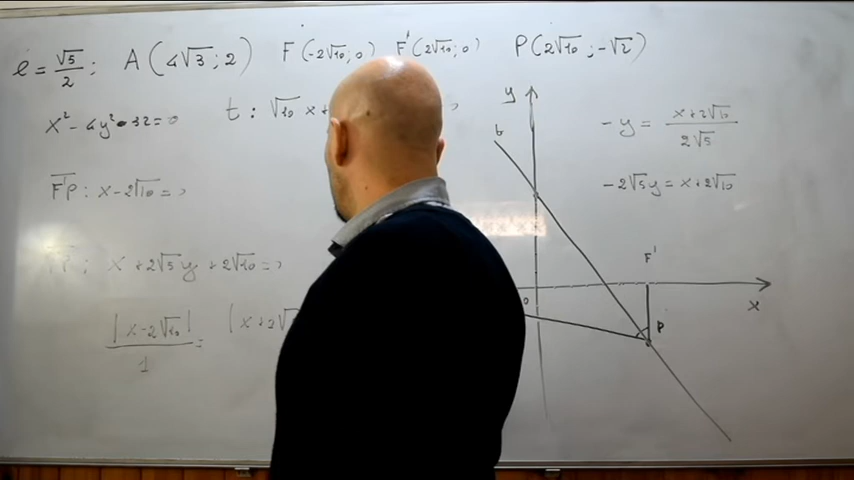 e = √5/2 ; A(4√3 ; 2) F(-2√10 ; 0) F'(2√10 ; 0) P(2√10 ; -√2)
x² - 4y² - 32 = 0 t : √10 x +
F'P : x - 2√10 = 0
FP : x + 2√5 y + 2√10 = 0
|x - 2√10| / 1 = |x + 2√
- y = (x + 2√10) / 2√5
- 2√5 y = x + 2√10
y
b
F'
0
x
P